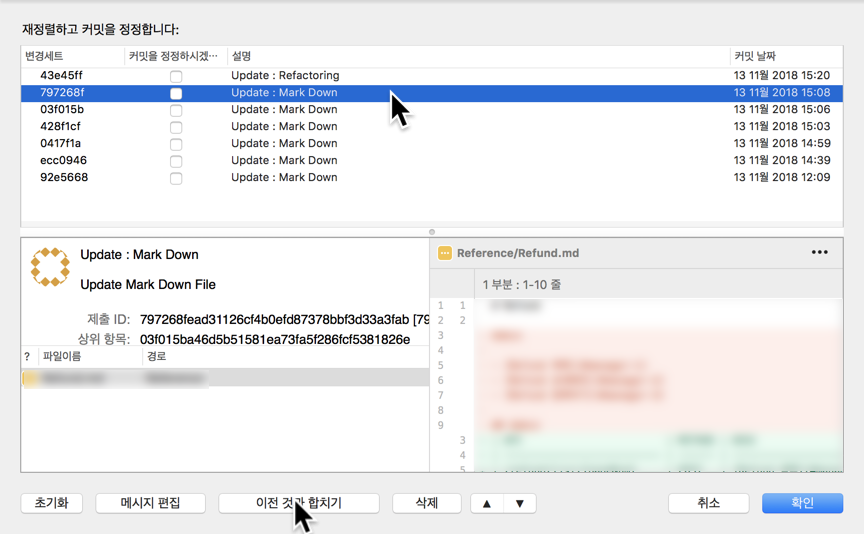 재정렬하고 커밋을 정정합니다:
변경세트 커밋을 정정하시겠··· 설명 커밋 날짜
43e45ff Update : Refactoring 13 11월 2018 15:20
797268f Update : Mark Down 13 11월 2018 15:08
03f015b Update : Mark Down 13 11월 2018 15:06
428f1cf Update : Mark Down 13 11월 2018 15:03
0417f1a Update : Mark Down 13 11월 2018 14:59
ecc0946 Update : Mark Down 13 11월 2018 14:39
92e5668 Update : Mark Down 13 11월 2018 12:09
Update : Mark Down
Update Mark Down File
제출 ID: 797268fead31126cf4b0efd87378bbf3d33a3fab [79
상위 항목: 03f015ba46d5b51581ea73fa5f286fcf5381826e
? 파일이름 경로
Reference/Refund.md
1 부분 : 1-10 줄
1 1
2 2
3
4
5
6
7
8
9
3
4
5
초기화 메시지 편집 이전 것과 합치기 삭제 ▲ ▼ 취소 확인